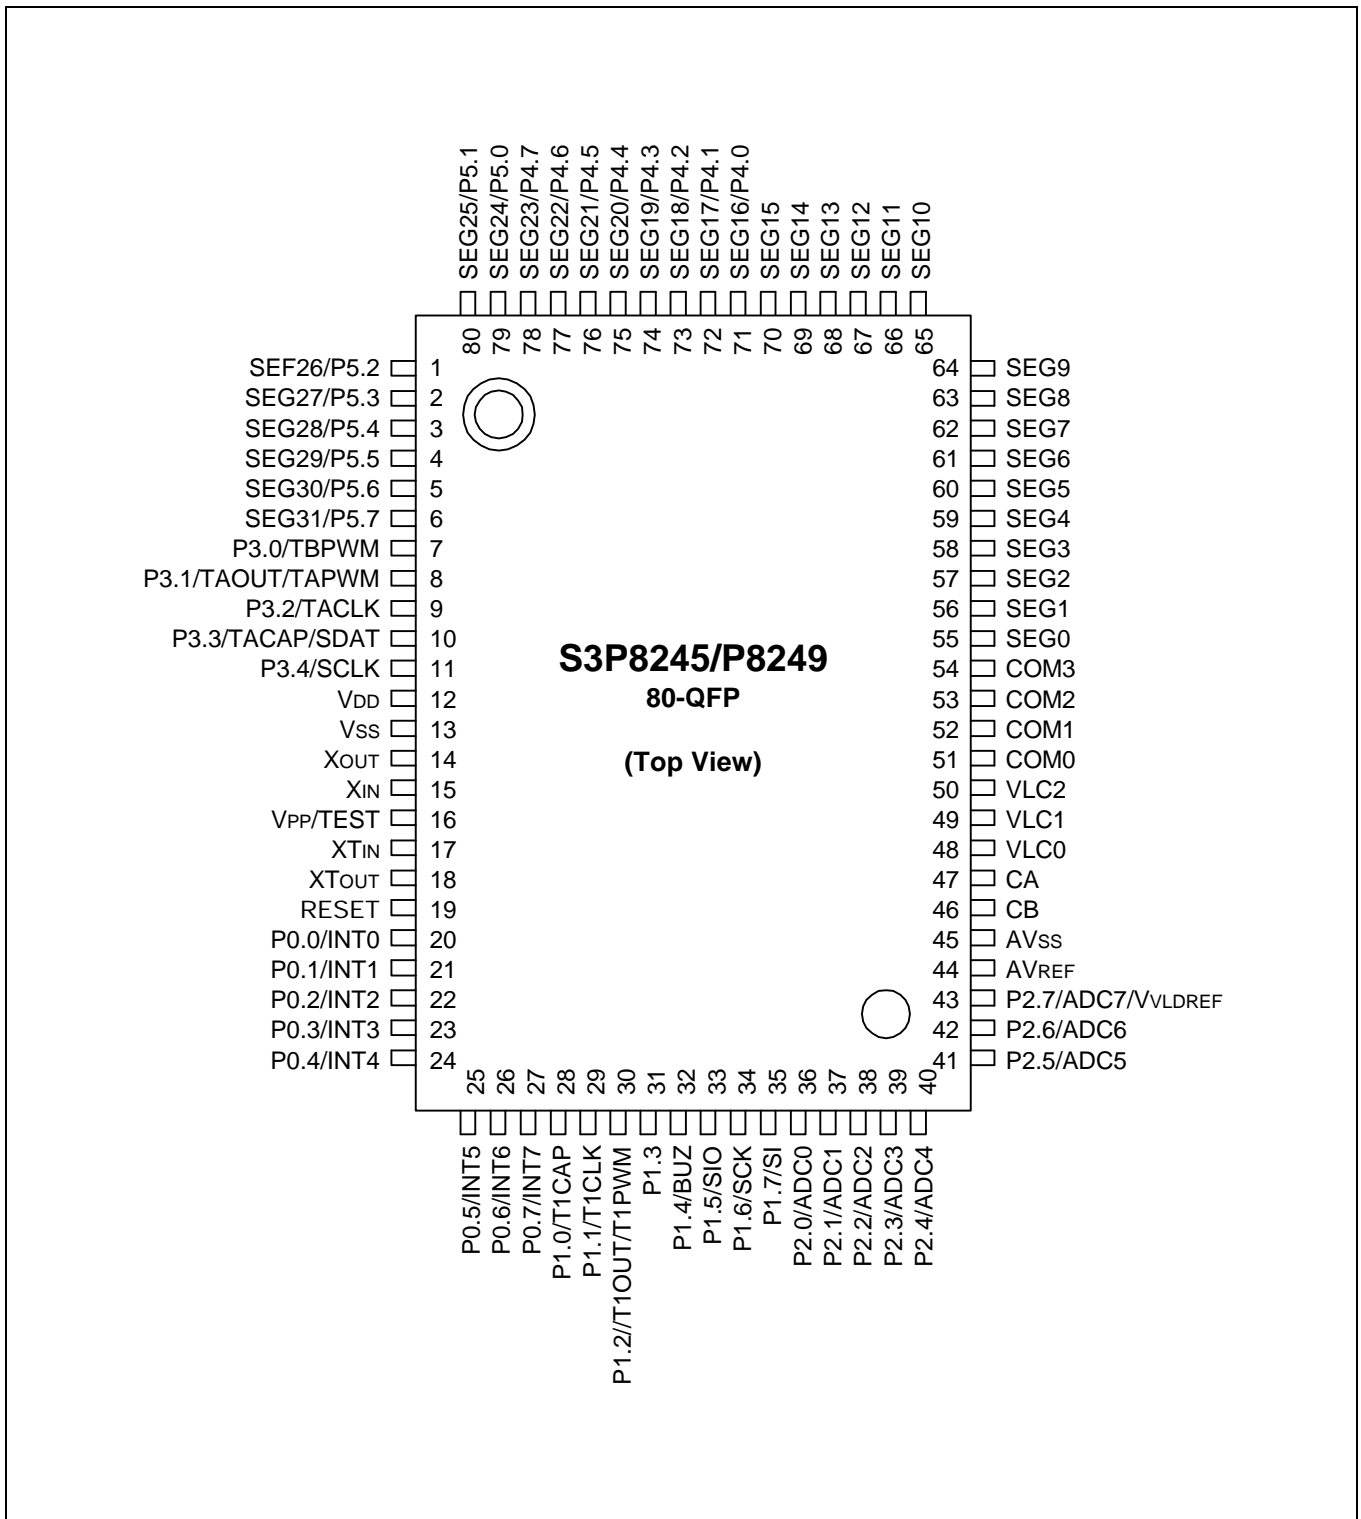 SEG25/P5.1
SEG24/P5.0
SEG23/P4.7
SEG22/P4.6
SEG21/P4.5
SEG20/P4.4
SEG19/P4.3
SEG18/P4.2
SEG17/P4.1
SEG16/P4.0
SEG15
SEG14
SEG13
SEG12
SEG11
SEG10
80
79
78
77
76
75
74
73
72
71
70
69
68
67
66
65
SEF26/P5.2 1
SEG27/P5.3 2
SEG28/P5.4 3
SEG29/P5.5 4
SEG30/P5.6 5
SEG31/P5.7 6
P3.0/TBPWM 7
P3.1/TAOUT/TAPWM 8
P3.2/TACLK 9
P3.3/TACAP/SDAT 10
P3.4/SCLK 11
VDD 12
VSS 13
XOUT 14
XIN 15
VPP/TEST 16
XTIN 17
XTOUT 18
RESET 19
P0.0/INT0 20
P0.1/INT1 21
P0.2/INT2 22
P0.3/INT3 23
P0.4/INT4 24
S3P8245/P8249
80-QFP
(Top View)
64 SEG9
63 SEG8
62 SEG7
61 SEG6
60 SEG5
59 SEG4
58 SEG3
57 SEG2
56 SEG1
55 SEG0
54 COM3
53 COM2
52 COM1
51 COM0
50 VLC2
49 VLC1
48 VLC0
47 CA
46 CB
45 AVSS
44 AVREF
43 P2.7/ADC7/VVLDREF
42 P2.6/ADC6
41 P2.5/ADC5
25
26
27
28
29
30
31
32
33
34
35
36
37
38
39
40
P0.5/INT5
P0.6/INT6
P0.7/INT7
P1.0/T1CAP
P1.1/T1CLK
P1.2//T1OUT/T1PWM
P1.3
P1.4/BUZ
P1.5/SIO
P1.6/SCK
P1.7/SI
P2.0/ADC0
P2.1/ADC1
P2.2/ADC2
P2.3/ADC3
P2.4/ADC4